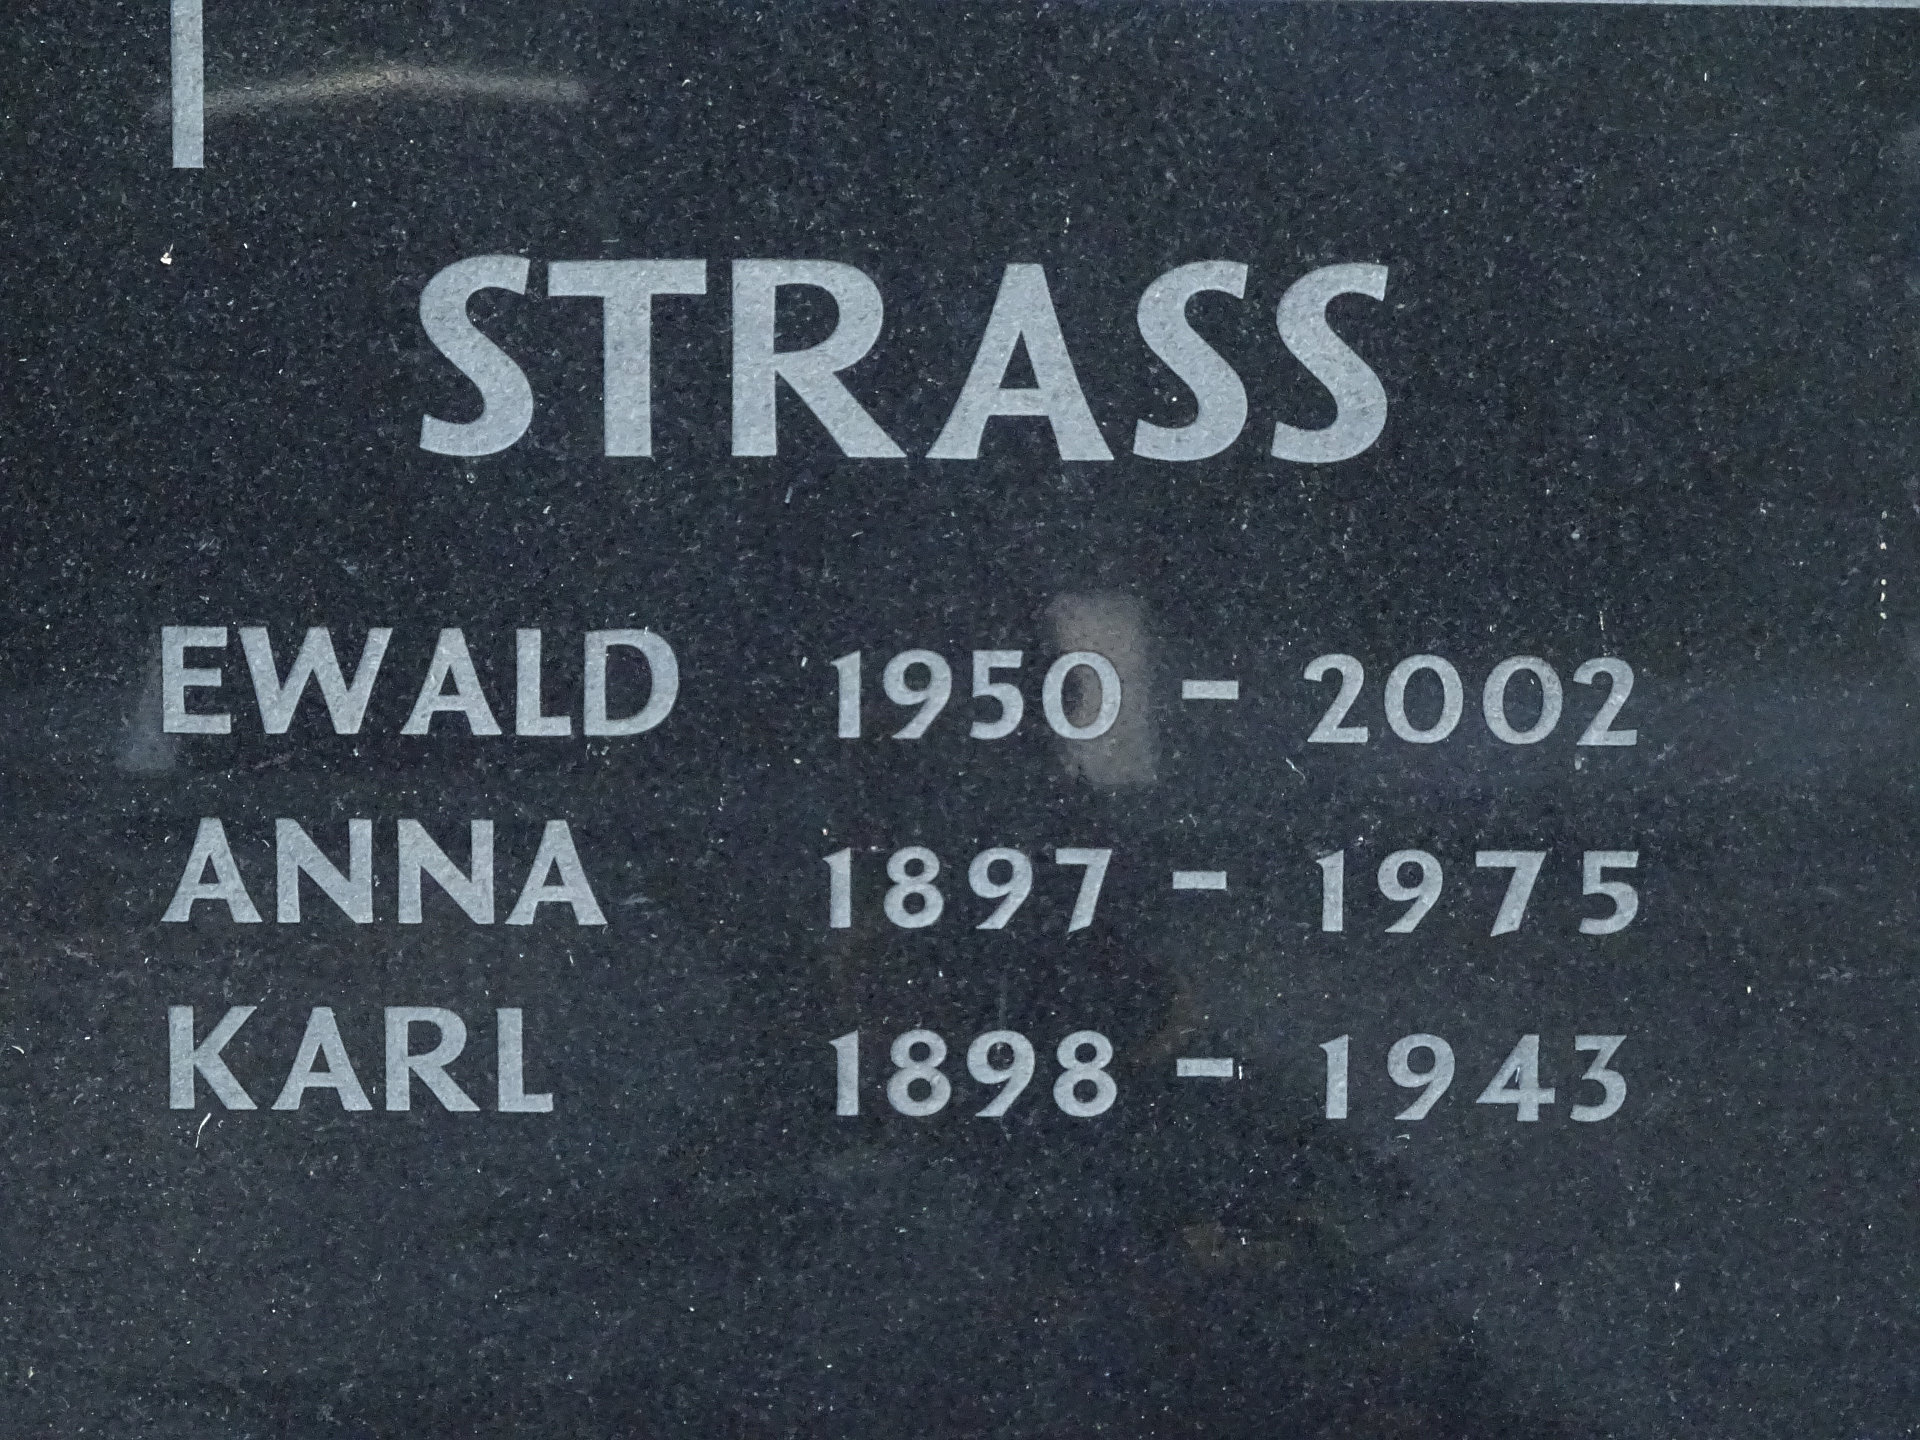 STRASS
EWALD 1950 - 2002
ANNA 1897 - 1975
KARL 1898 - 1943